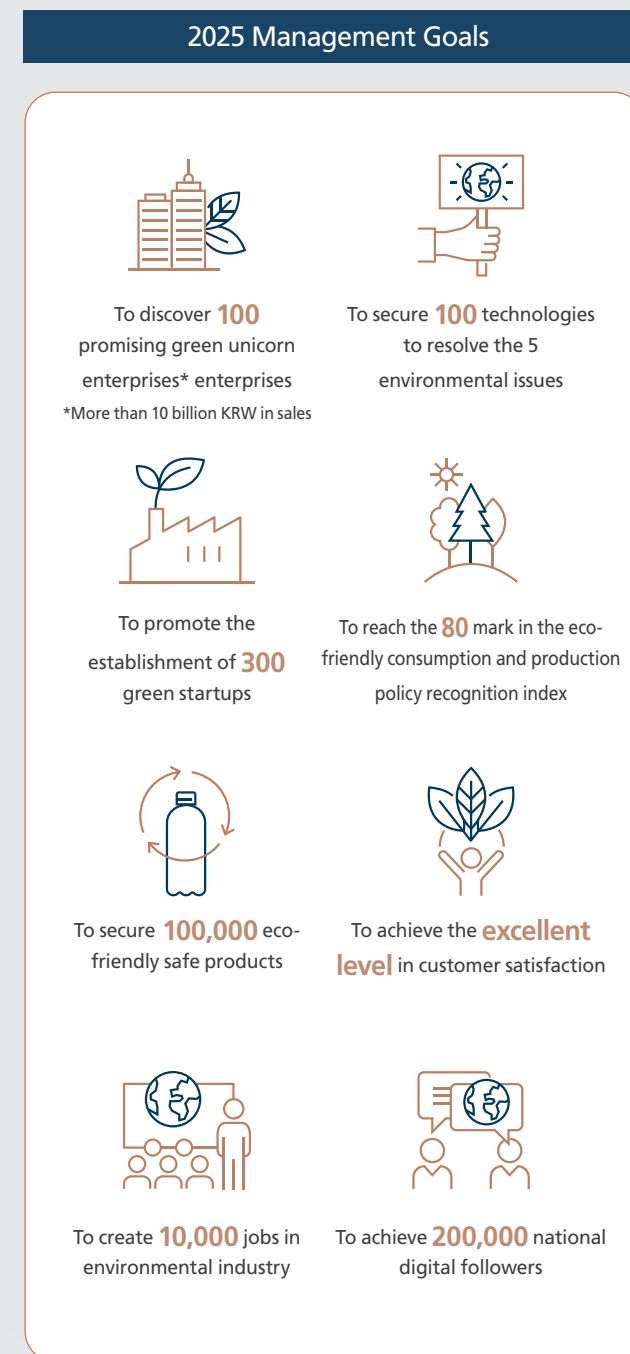 2025 Management Goals
To discover 100
promising green unicorn
enterprises* enterprises
*More than 10 billion KRW in sales
To secure 100 technologies
to resolve the 5
environmental issues
To promote the
establishment of 300
green startups
To reach the 80 mark in the eco-
friendly consumption and production
policy recognition index
To secure 100,000 eco-
friendly safe products
To achieve the excellent
level in customer satisfaction
To create 10,000 jobs in
environmental industry
To achieve 200,000 national
digital followers